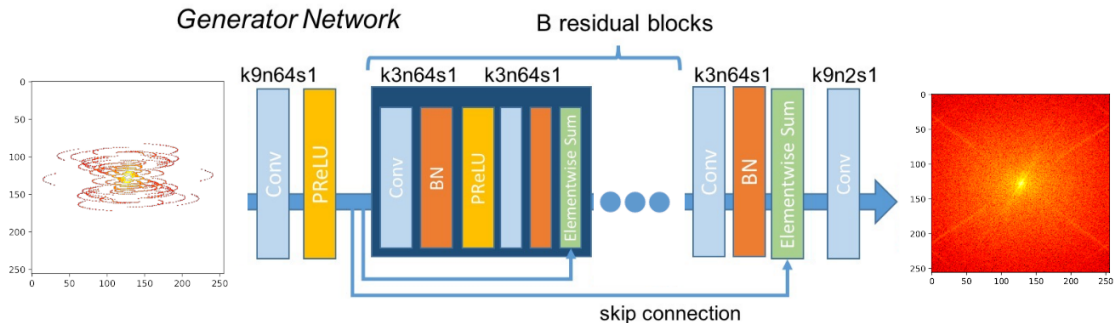 Generator Network
B residual blocks
k9n64s1
k3n64s1
k3n64s1
k3n64s1
k9n2s1
Conv
PReLU
Conv
BN
PReLU
Elementwise Sum
Conv
BN
Elementwise Sum
Conv
skip connection
0
50
100
150
200
250
0
50
100
150
200
250
0
50
100
150
200
250
0
50
100
150
200
250